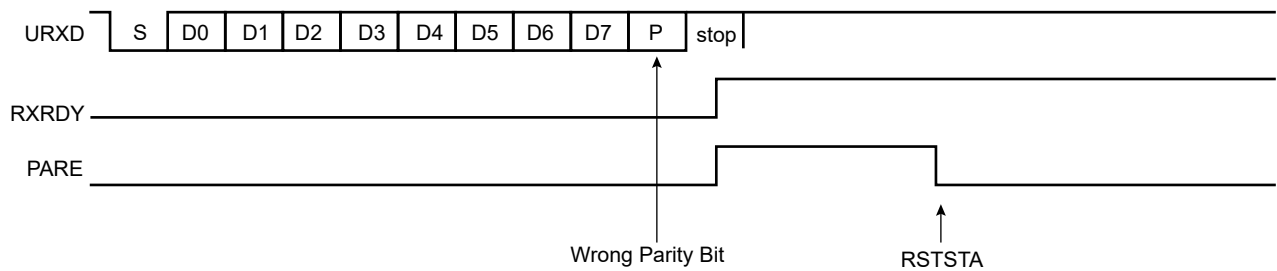 URXD S D0 D1 D2 D3 D4 D5 D6 D7 P stop
RXRDY
PARE
Wrong Parity Bit RSTSTA